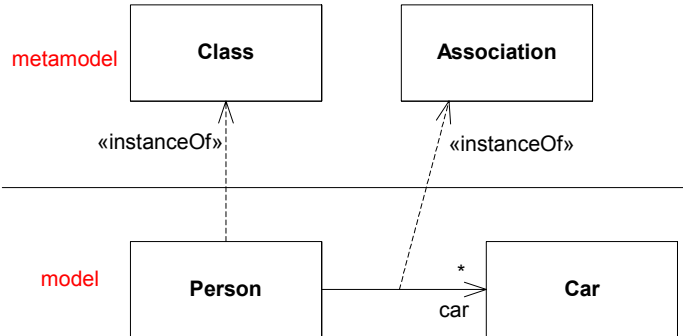 Class
Association
metamodel
«instanceOf»
«instanceOf»
model
Person
*
Car
car